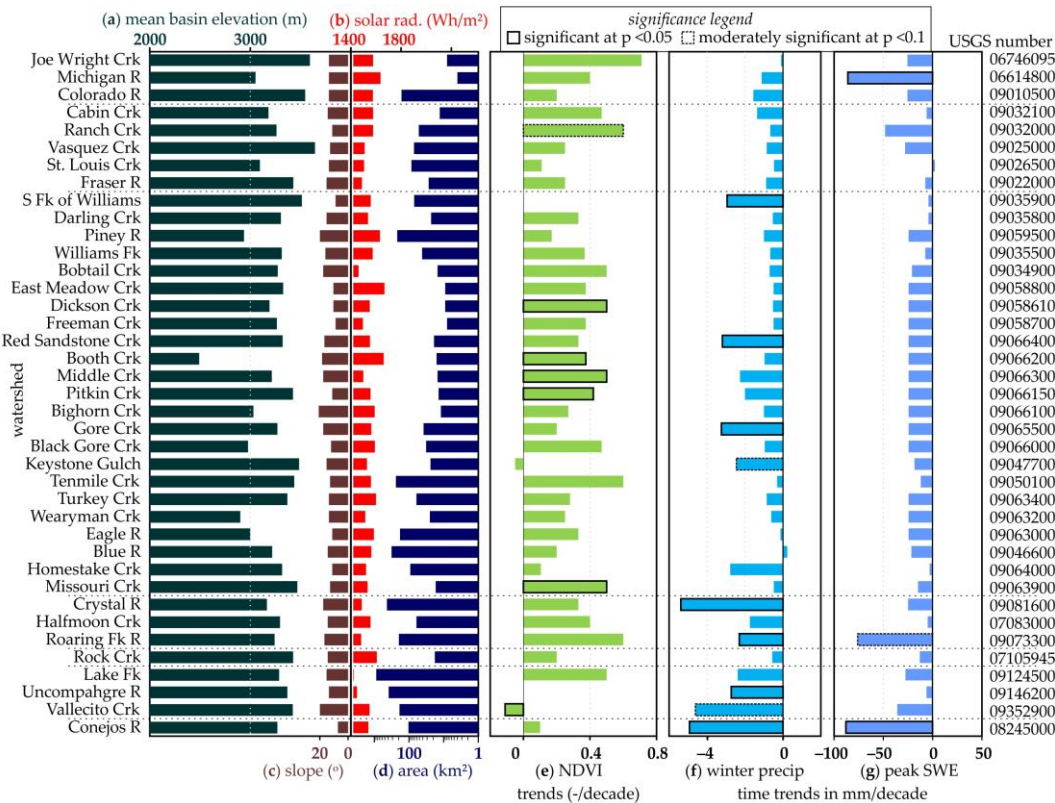 (a) mean basin elevation (m) (b) solar rad. (Wh/m²) significance legend
2000 3000 1400 1800 significant at p <0.05 moderately significant at p <0.1 USGS number
Joe Wright Crk 06746095
Michigan R 06614800
Colorado R 09010500
Cabin Crk 09032100
Ranch Crk 09032000
Vasquez Crk 09025000
St. Louis Crk 09026500
Fraser R 09022000
S Fk of Williams 09035900
Darling Crk 09035800
Piney R 09059500
Williams Fk 09035500
Bobtail Crk 09034900
East Meadow Crk 09058800
Dickson Crk 09058610
Freeman Crk 09058700
Red Sandstone Crk 09066400
Booth Crk 09066200
Middle Crk 09066300
Pitkin Crk 09066150
Bighorn Crk 09066100
Gore Crk 09065500
Black Gore Crk 09066000
Keystone Gulch 09047700
Tenmile Crk 09050100
Turkey Crk 09063400
Wearyman Crk 09063200
Eagle R 09063000
Blue R 09046600
Homestake Crk 09064000
Missouri Crk 09063900
Crystal R 09081600
Halfmoon Crk 07083000
Roaring Fk R 09073300
Rock Crk 07105945
Lake Fk 09124500
Uncompahgre R 09146200
Vallecito Crk 09352900
Conejos R 08245000
watershed
20 0 100 1 0 0.4 0.8 −4 0 −100 −50 0 50
(c) slope (º) (d) area (km²) (e) NDVI (f) winter precip (g) peak SWE
trends (-/decade) time trends in mm/decade